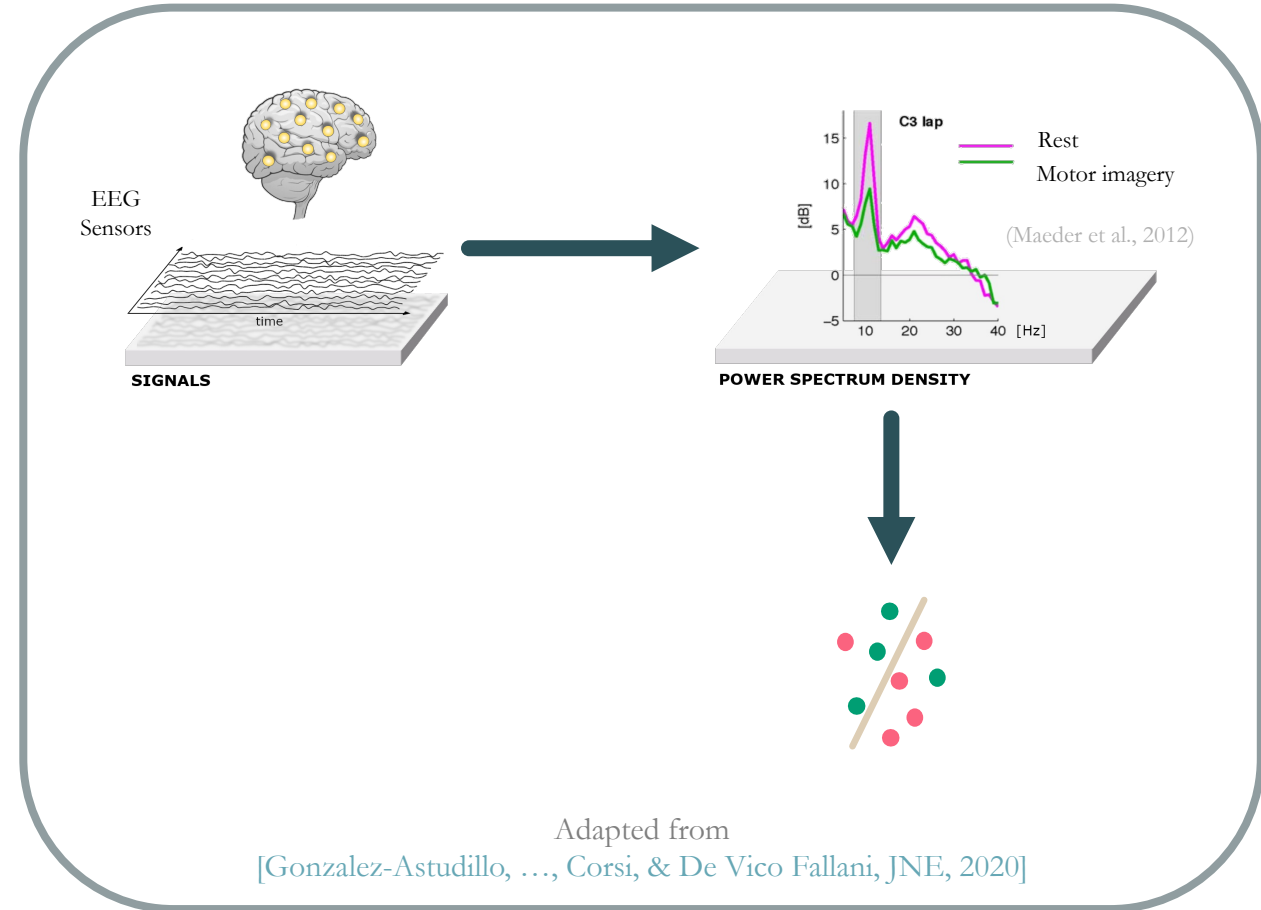 EEG
Sensors
time
SIGNALS
C3 lap
15
10
5
0
−5
[dB]
10 20 30 40 [Hz]
Rest
Motor imagery
(Maeder et al., 2012)
POWER SPECTRUM DENSITY
Adapted from
[Gonzalez-Astudillo, …, Corsi, & De Vico Fallani, JNE, 2020]